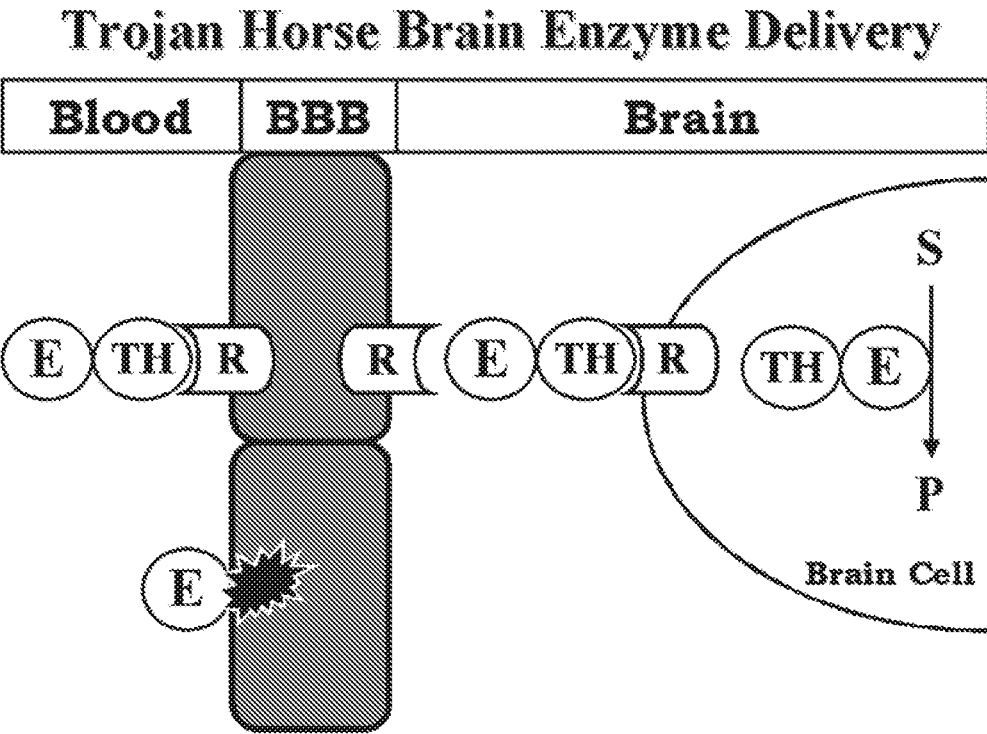 Trojan Horse Brain Enzyme Delivery
Blood BBB Brain
S
E TH R R E TH R TH E
P
E
Brain Cell